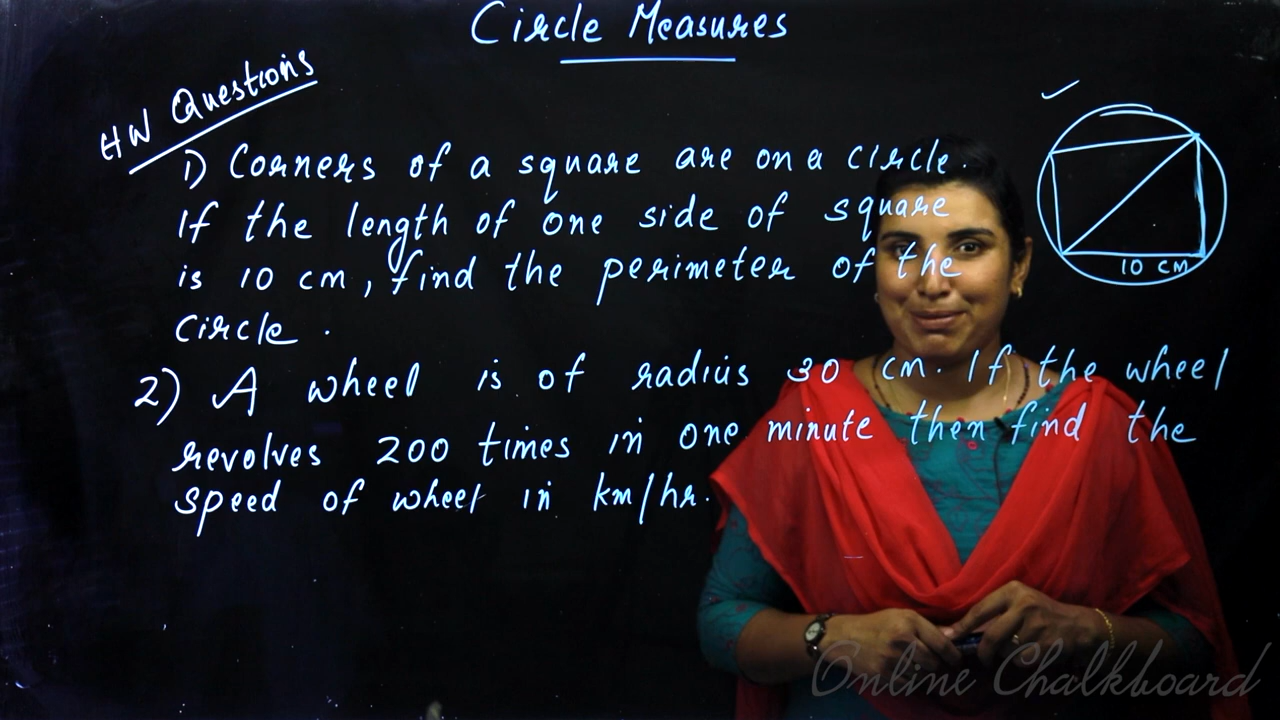 Circle Measures
HW Questions
1) Corners of a square are on a circle.
If the length of one side of square
is 10 cm, find the perimeter of the
circle.
10 CM
2) A wheel is of radius 30 cm. If the wheel
revolves 200 times in one minute then find the
speed of wheel in km/hr.
Online Chalkboard